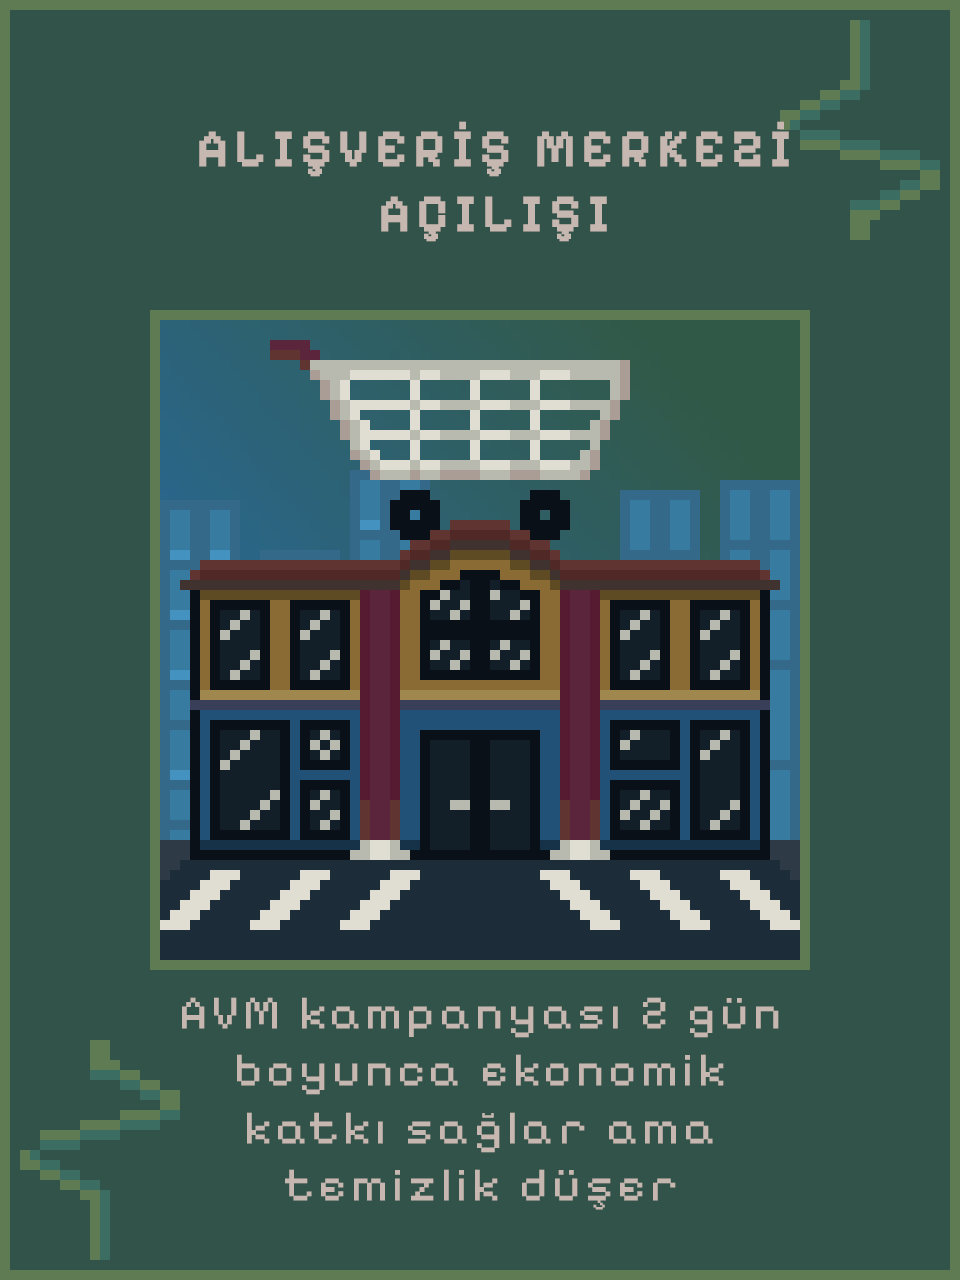 ALIŞVERİŞ MERKEZİ
AÇILIŞI
AVM kampanyası 2 gün
boyunca ekonomik
katkı sağlar ama
temizlik düşer